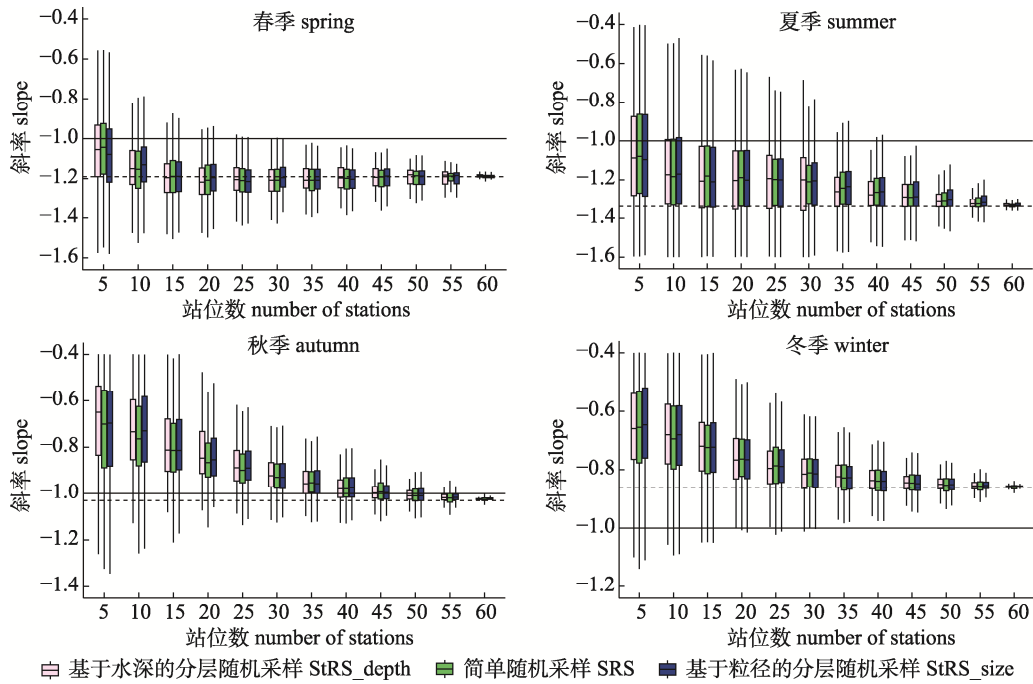 春季 spring
斜率 slope
−0.4
−0.6
−0.8
−1.0
−1.2
−1.4
−1.6
5 10 15 20 25 30 35 40 45 50 55 60
站位数 number of stations
夏季 summer
斜率 slope
−0.4
−0.6
−0.8
−1.0
−1.2
−1.4
−1.6
5 10 15 20 25 30 35 40 45 50 55 60
站位数 number of stations
秋季 autumn
斜率 slope
−0.4
−0.6
−0.8
−1.0
−1.2
−1.4
5 10 15 20 25 30 35 40 45 50 55 60
站位数 number of stations
冬季 winter
斜率 slope
−0.4
−0.6
−0.8
−1.0
−1.2
5 10 15 20 25 30 35 40 45 50 55 60
站位数 number of stations
基于水深的分层随机采样 StRS_depth 简单随机采样 SRS 基于粒径的分层随机采样 StRS_size